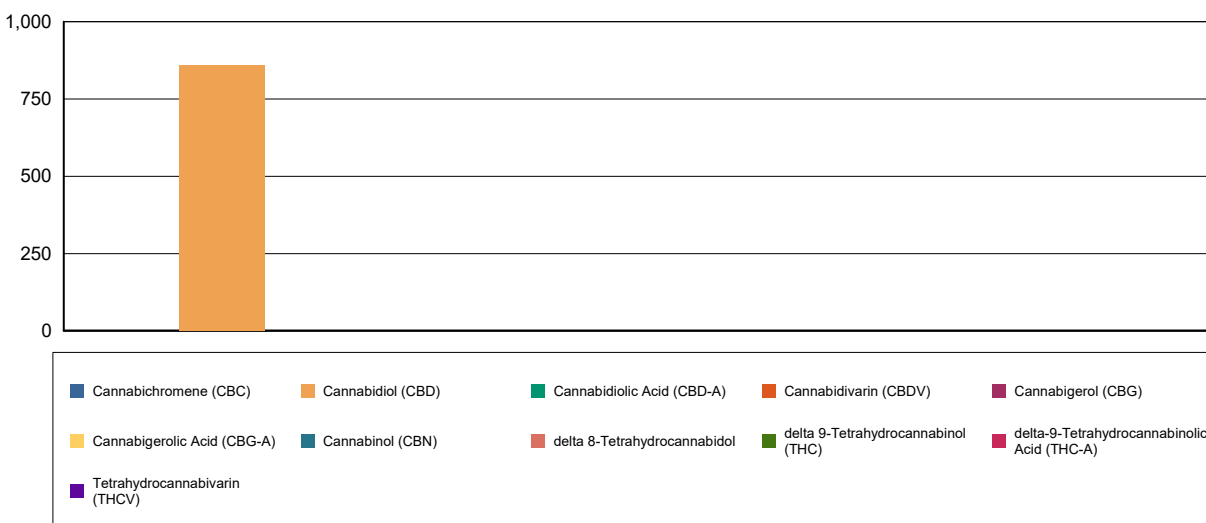 1,000
750
500
250
0
Cannabichromene (CBC)
Cannabidiol (CBD)
Cannabidiolic Acid (CBD-A)
Cannabidivarin (CBDV)
Cannabigerol (CBG)
Cannabigerolic Acid (CBG-A)
Cannabinol (CBN)
delta 8-Tetrahydrocannabidol
delta 9-Tetrahydrocannabinol
(THC)
delta-9-Tetrahydrocannabinolic
Acid (THC-A)
Tetrahydrocannabivarin
(THCV)